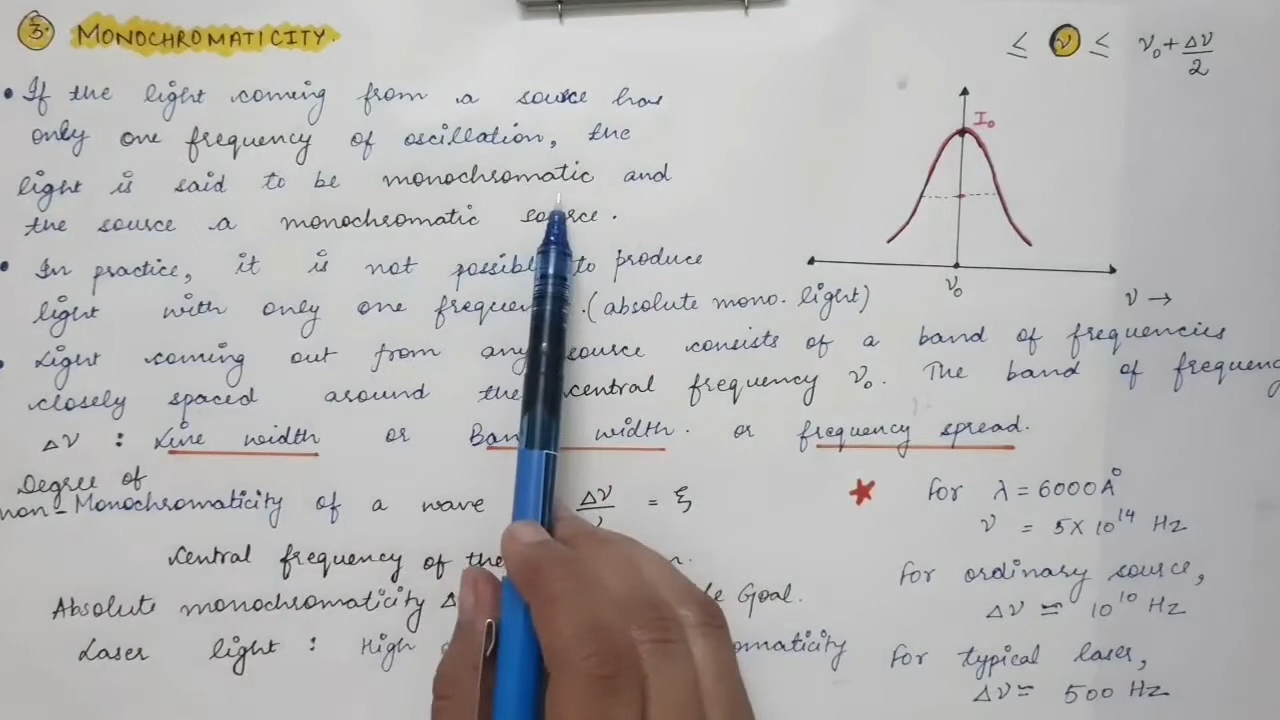 3. MONOCHROMATICITY
≤ ν ≤ ν₀ + Δν/2
• If the light coming from a source has
only one frequency of oscillation, the
light is said to be monochromatic and
the source a monochromatic source.
I₀
ν₀
ν →
• In practice, it is not possible to produce
light with only one . (absolute mono. light)
• Light coming out from any source consists of a band of frequencies
closely spaced around the central frequency ν₀. The band of frequency
Δν : Line width or width. or frequency spread.
Degree of
non-Monochromaticity of a wave Δν = ξ
Central frequency of the
Absolute monochromaticity Goal.
Laser light : High
★ For λ = 6000A°
ν = 5 × 10¹⁴ Hz
For ordinary source,
Δν ≃ 10¹⁰ Hz
For typical laser,
Δν ≃ 500 Hz